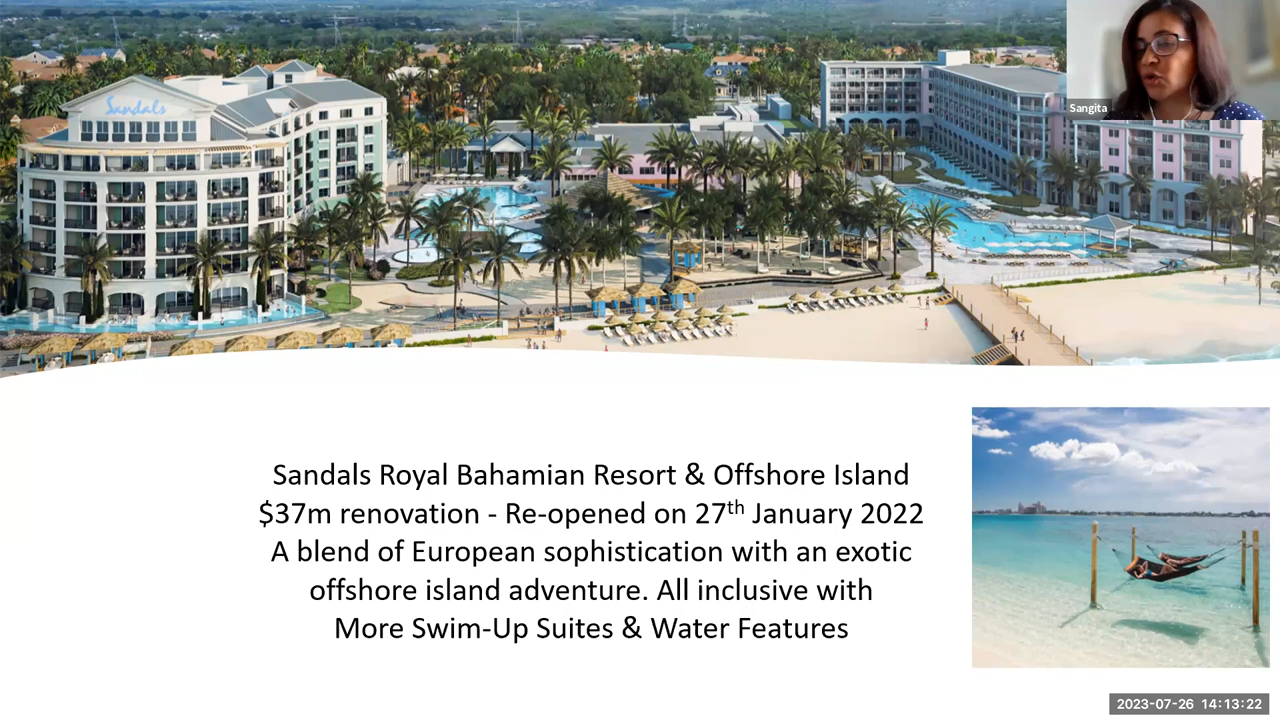 Sandals
Sangita
Sandals Royal Bahamian Resort & Offshore Island
$37m renovation - Re-opened on 27th January 2022
A blend of European sophistication with an exotic
offshore island adventure. All inclusive with
More Swim-Up Suites & Water Features
2023-07-26 14:13:22